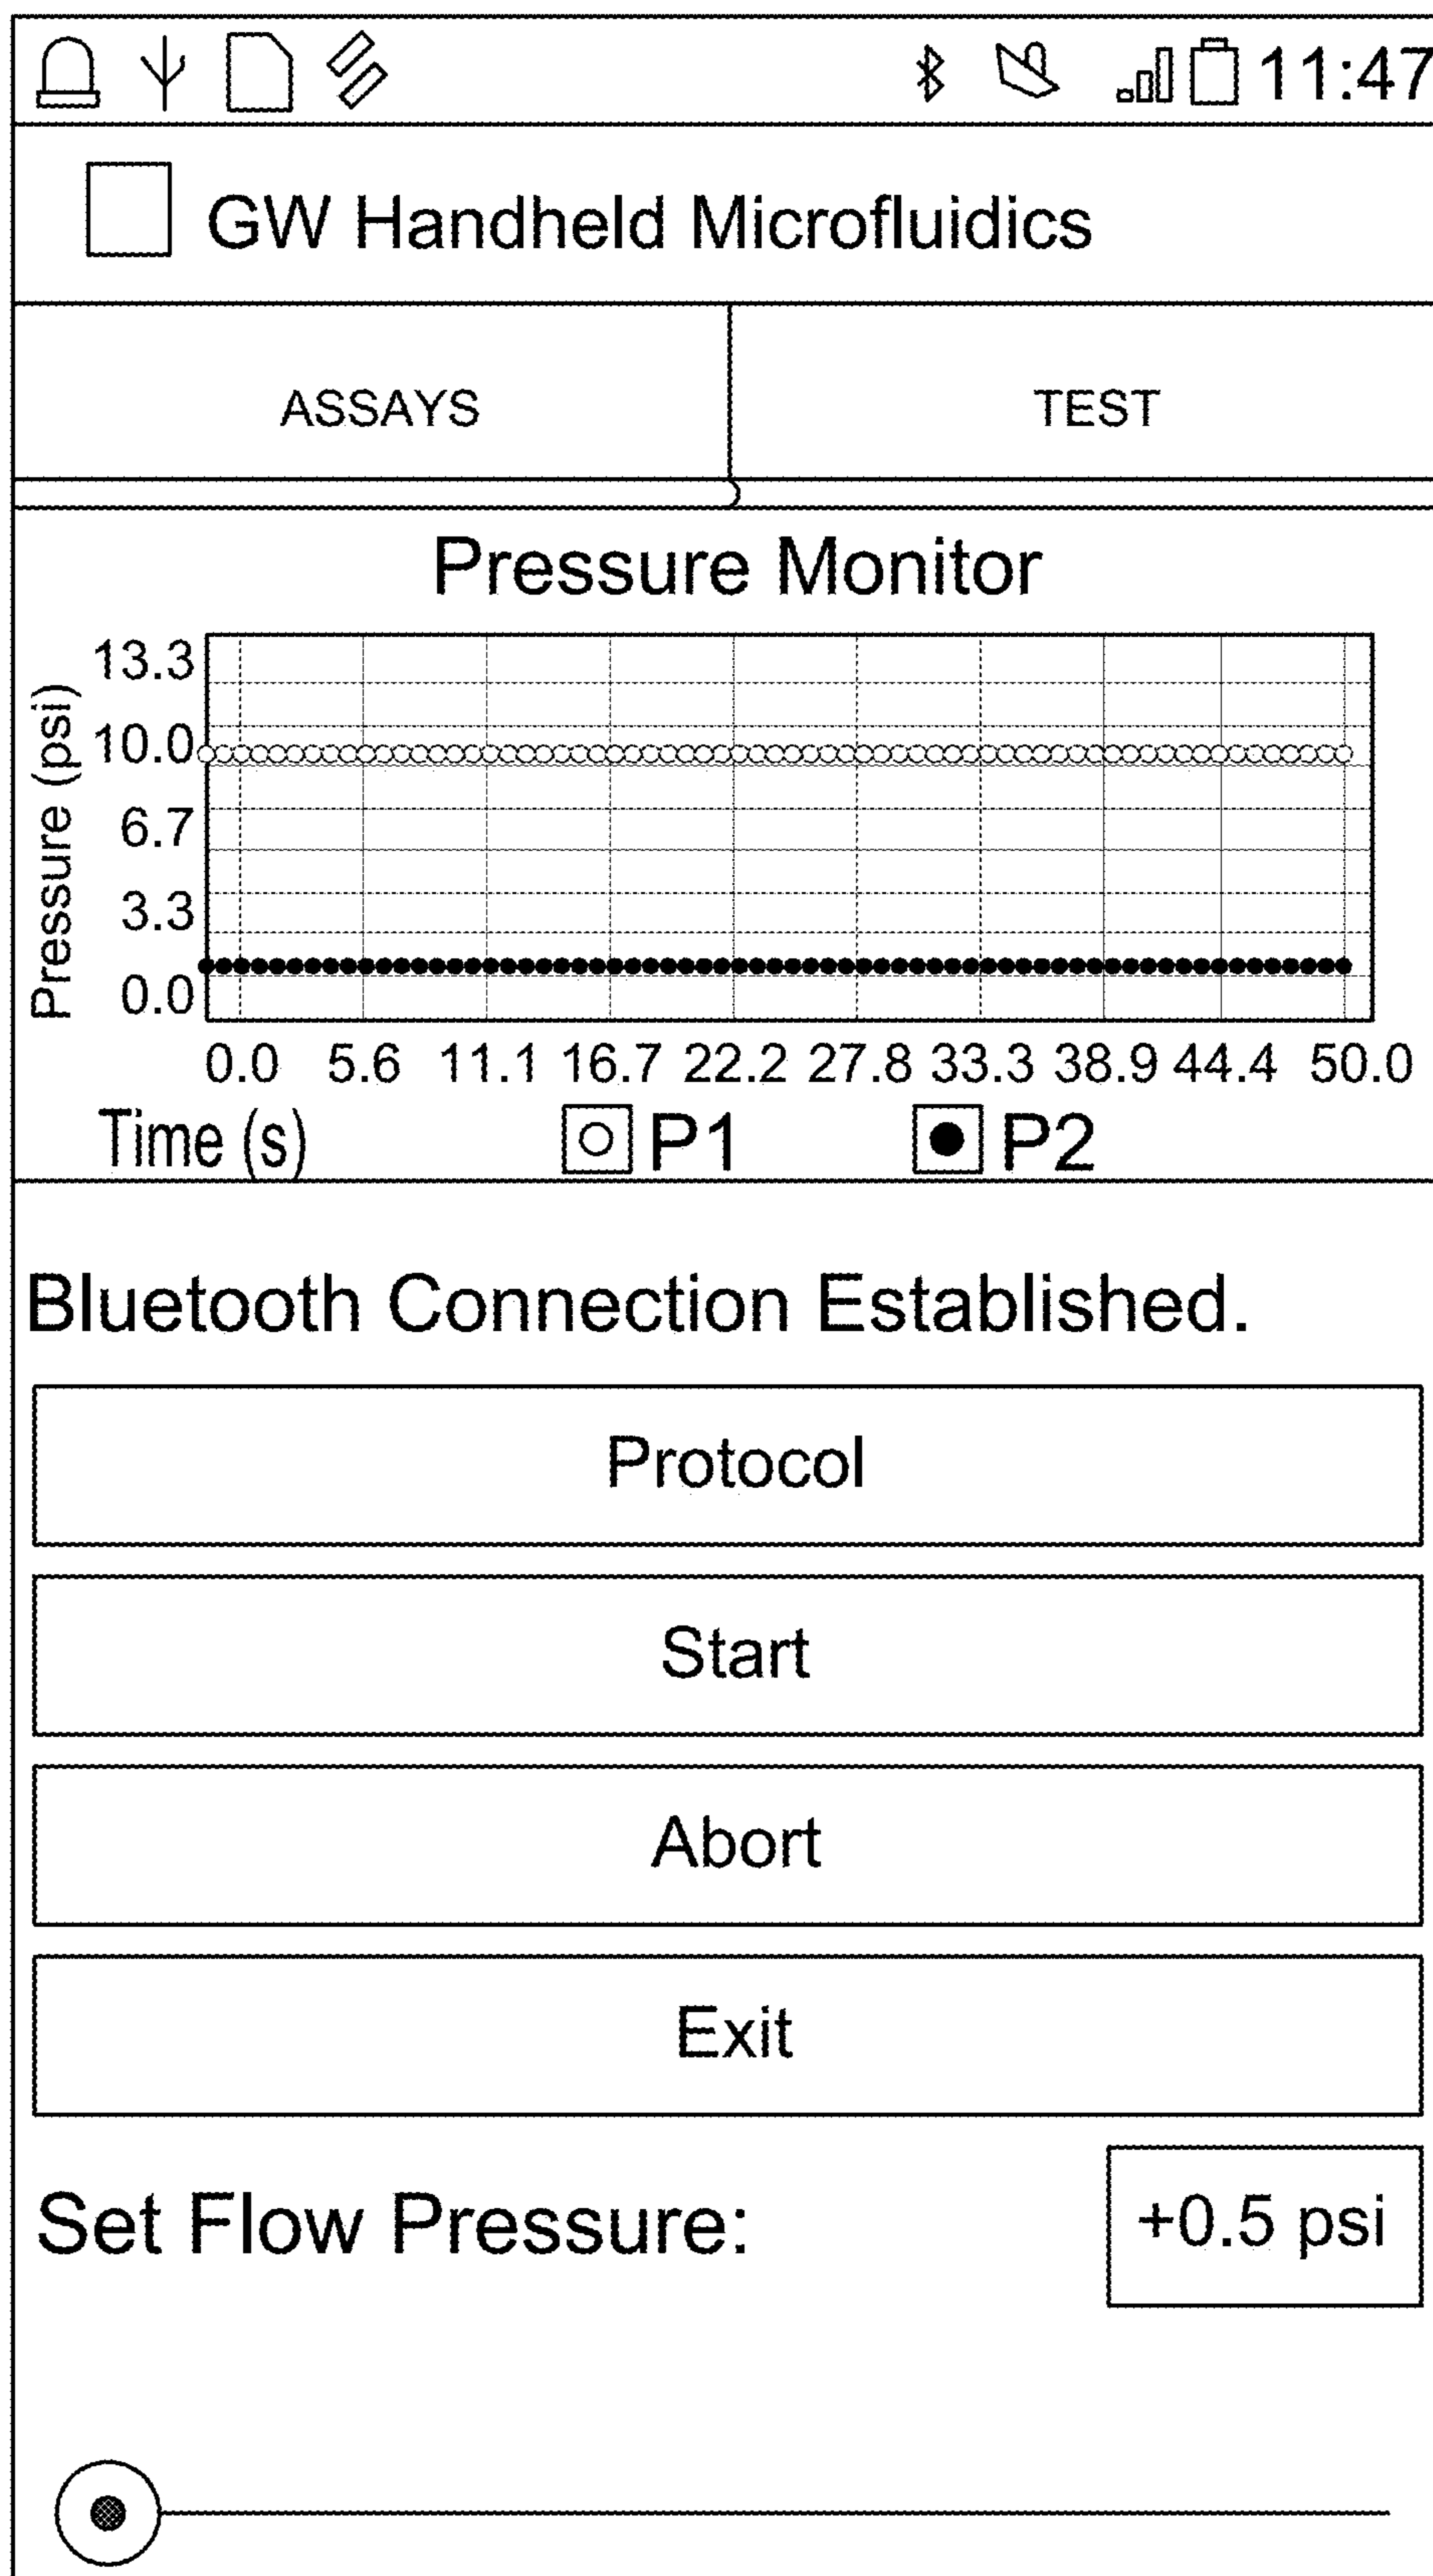 11:47
GW Handheld Microfluidics
ASSAYS TEST
Pressure Monitor
Pressure (psi)
13.3
10.0
6.7
3.3
0.0
0.0 5.6 11.1 16.7 22.2 27.8 33.3 38.9 44.4 50.0
Time (s) P1 P2
Bluetooth Connection Established.
Protocol
Start
Abort
Exit
Set Flow Pressure: +0.5 psi